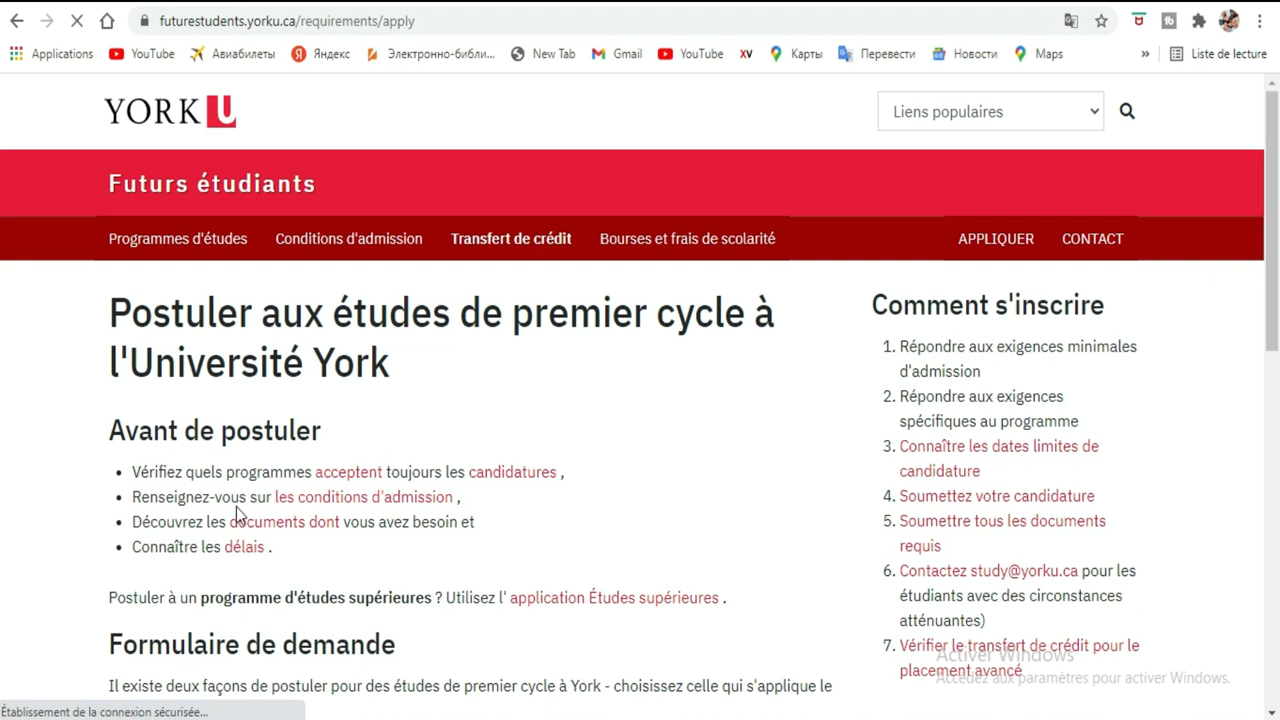 futurestudents.yorku.ca/requirements/apply
Applications YouTube Авиабилеты Яндекс Электронно-библи... New Tab Gmail YouTube XV Карты Перевести Новости Maps » Liste de lecture
YORK U
Liens populaires
Futurs étudiants
Programmes d'études Conditions d'admission Transfert de crédit Bourses et frais de scolarité APPLIQUER CONTACT
Postuler aux études de premier cycle à
l'Université York
Avant de postuler
• Vérifiez quels programmes acceptent toujours les candidatures ,
• Renseignez-vous sur les conditions d'admission ,
• Découvrez les documents dont vous avez besoin et
• Connaître les délais .
Postuler à un programme d'études supérieures ? Utilisez l' application Études supérieures .
Formulaire de demande
Il existe deux façons de postuler pour des études de premier cycle à York - choisissez celle qui s'applique le
Comment s'inscrire
1. Répondre aux exigences minimales
d'admission
2. Répondre aux exigences
spécifiques au programme
3. Connaître les dates limites de
candidature
4. Soumettez votre candidature
5. Soumettre tous les documents
requis
6. Contactez study@yorku.ca pour les
étudiants avec des circonstances
atténuantes)
7. Vérifier le transfert de crédit pour le
placement avancé
Activer Windows
Accédez aux paramètres pour activer Windows.
Établissement de la connexion sécurisée...